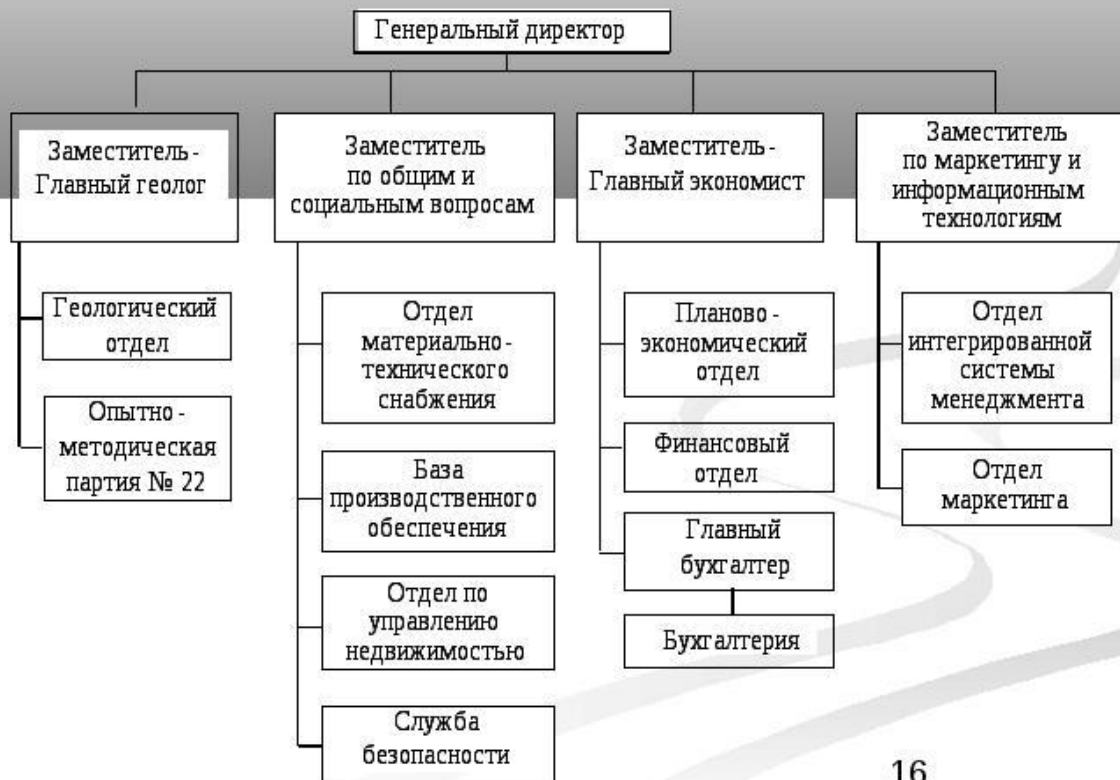 Генеральный директор
Заместитель -
Главный геолог
Геологический
отдел
Опытно -
методическая
партия № 22
Заместитель
по общим и
социальным вопросам
Отдел
материально-
технического
снабжения
База
производственного
обеспечения
Отдел по
управлению
недвижимостью
Служба
безопасности
Заместитель -
Главный экономист
Планово -
экономический
отдел
Финансовый
отдел
Главный
бухгалтер
Бухгалтерия
Заместитель
по маркетингу и
информационным
технологиям
Отдел
интегрированной
системы
менеджмента
Отдел
маркетинга
16